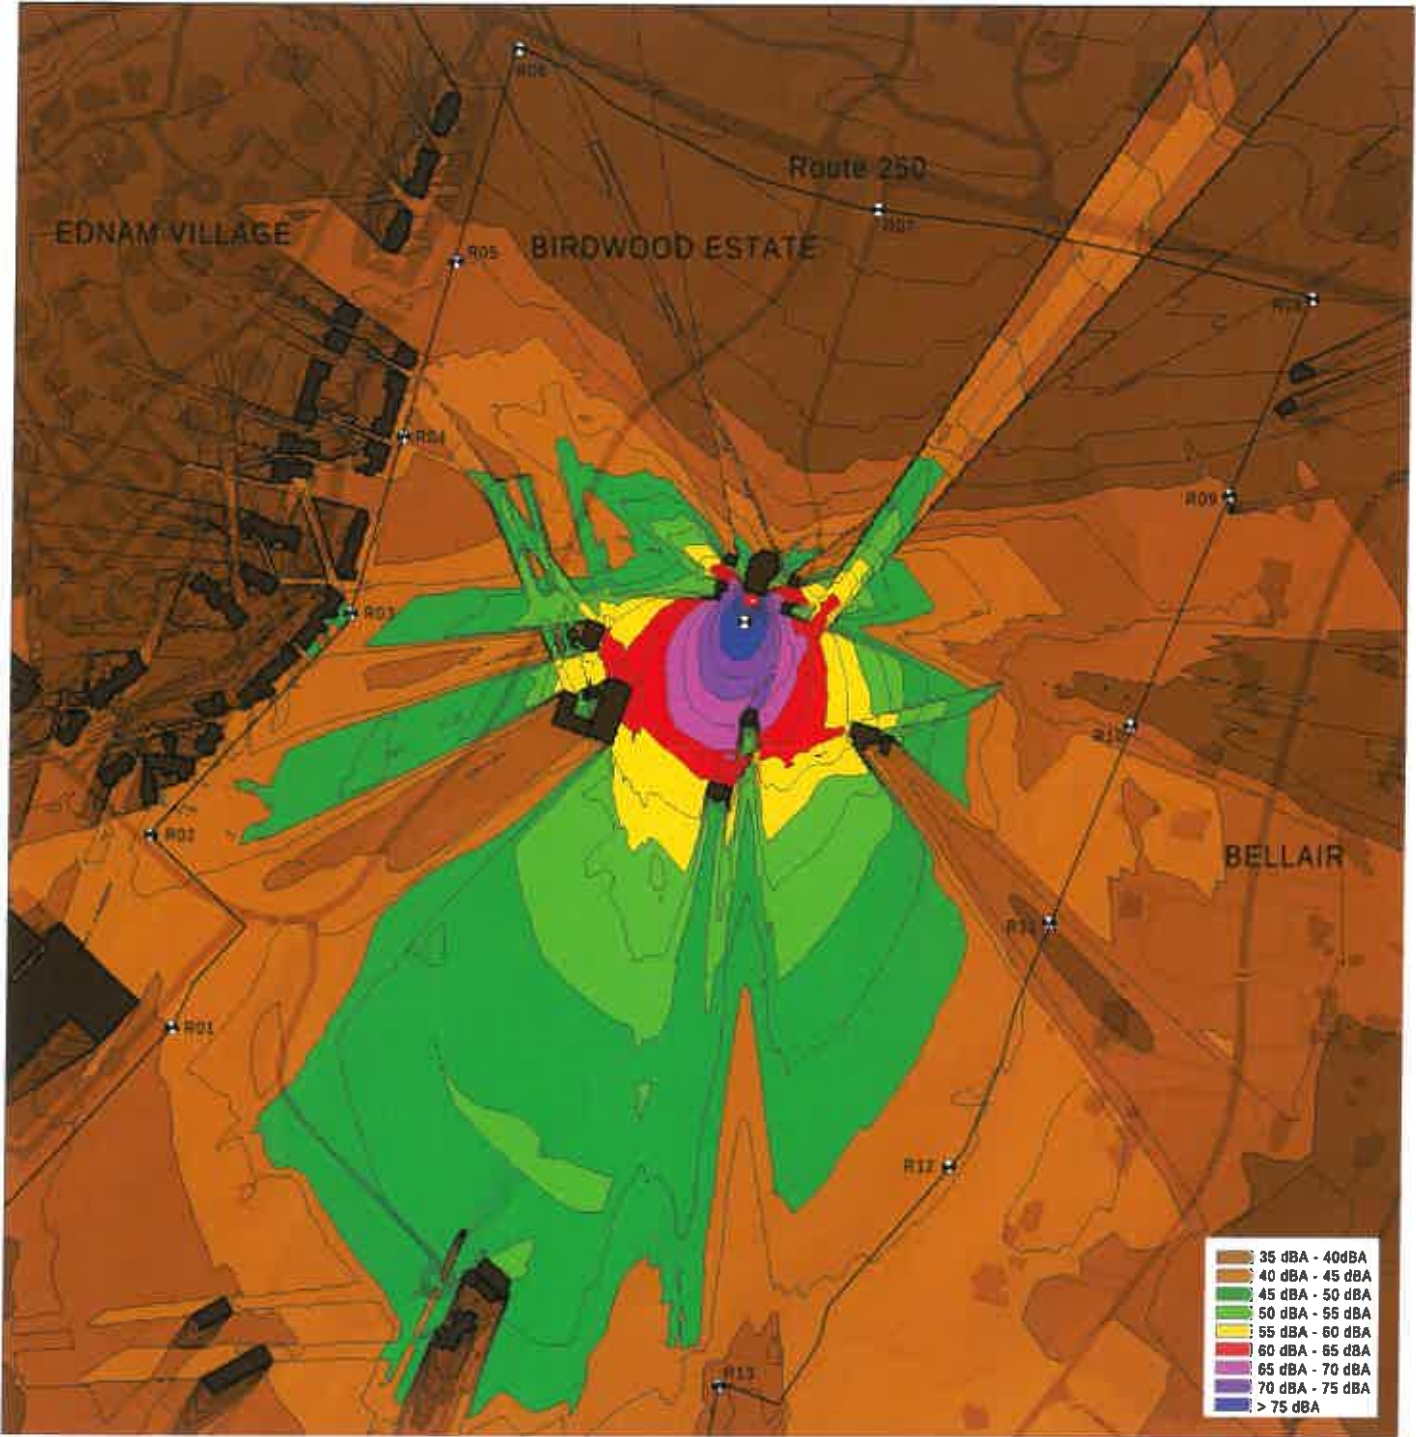 R06
Route 250
R07
EDNAM VILLAGE
R05
BIRDWOOD ESTATE
R04
R09
R03
R02
BELLAIR
R11
R01
R12
R13
35 dBA - 40dBA
40 dBA - 45 dBA
45 dBA - 50 dBA
50 dBA - 55 dBA
55 dBA - 60 dBA
60 dBA - 65 dBA
65 dBA - 70 dBA
70 dBA - 75 dBA
> 75 dBA